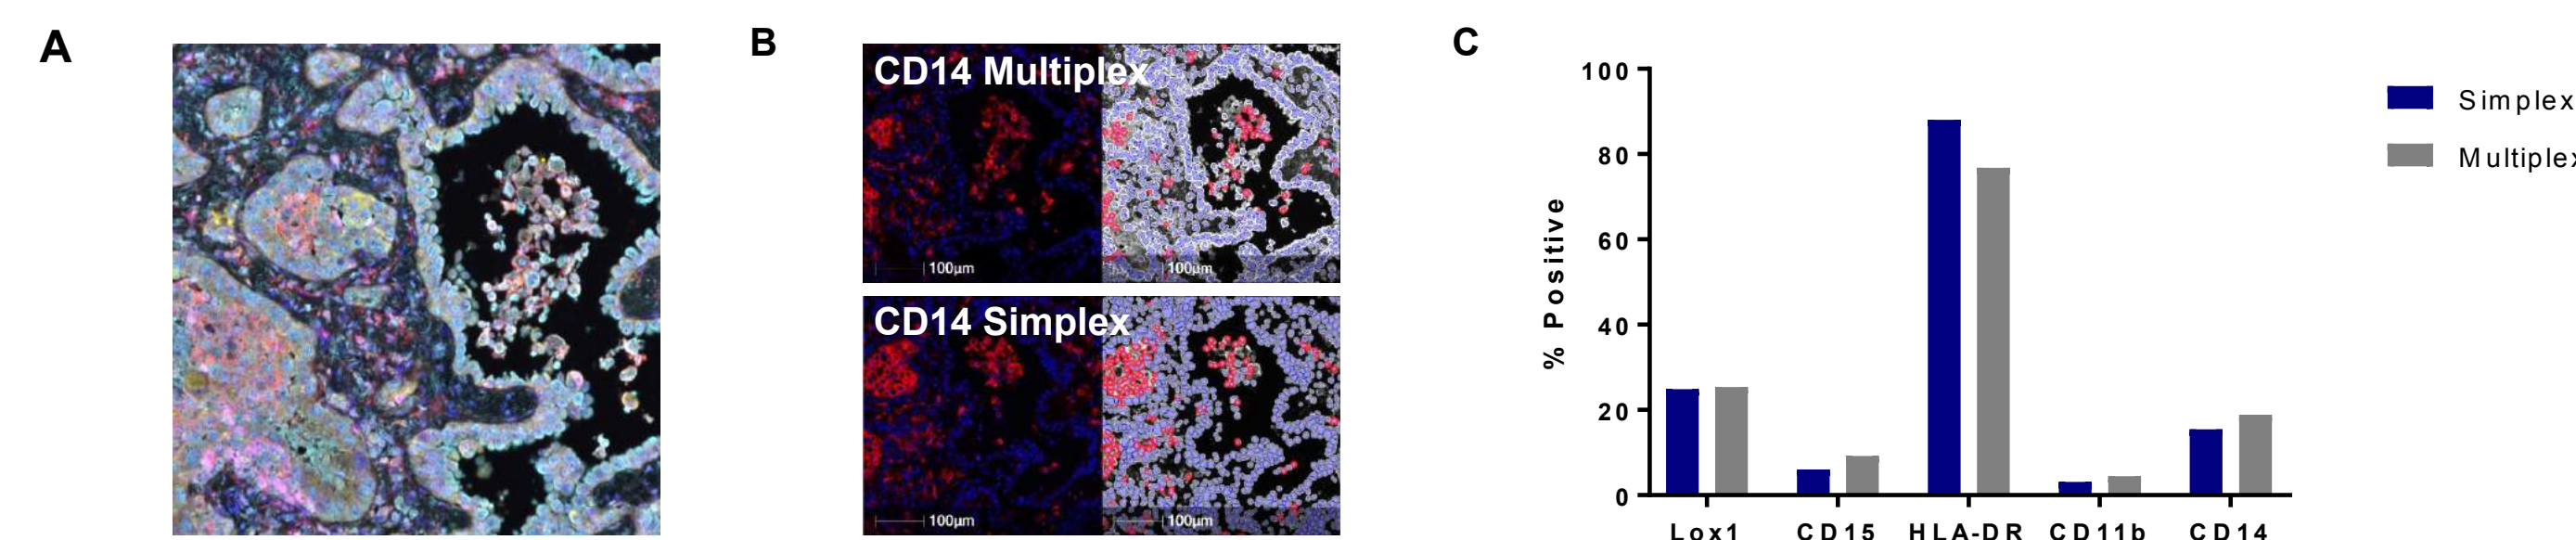 A
B
C
CD14 Multiplex
100µm
100µm
CD14 Simplex
100µm
100µm
% Positive
100
80
60
40
20
0
Lox1
CD15
HLA-DR
CD11b
CD14
Simplex
Multiplex